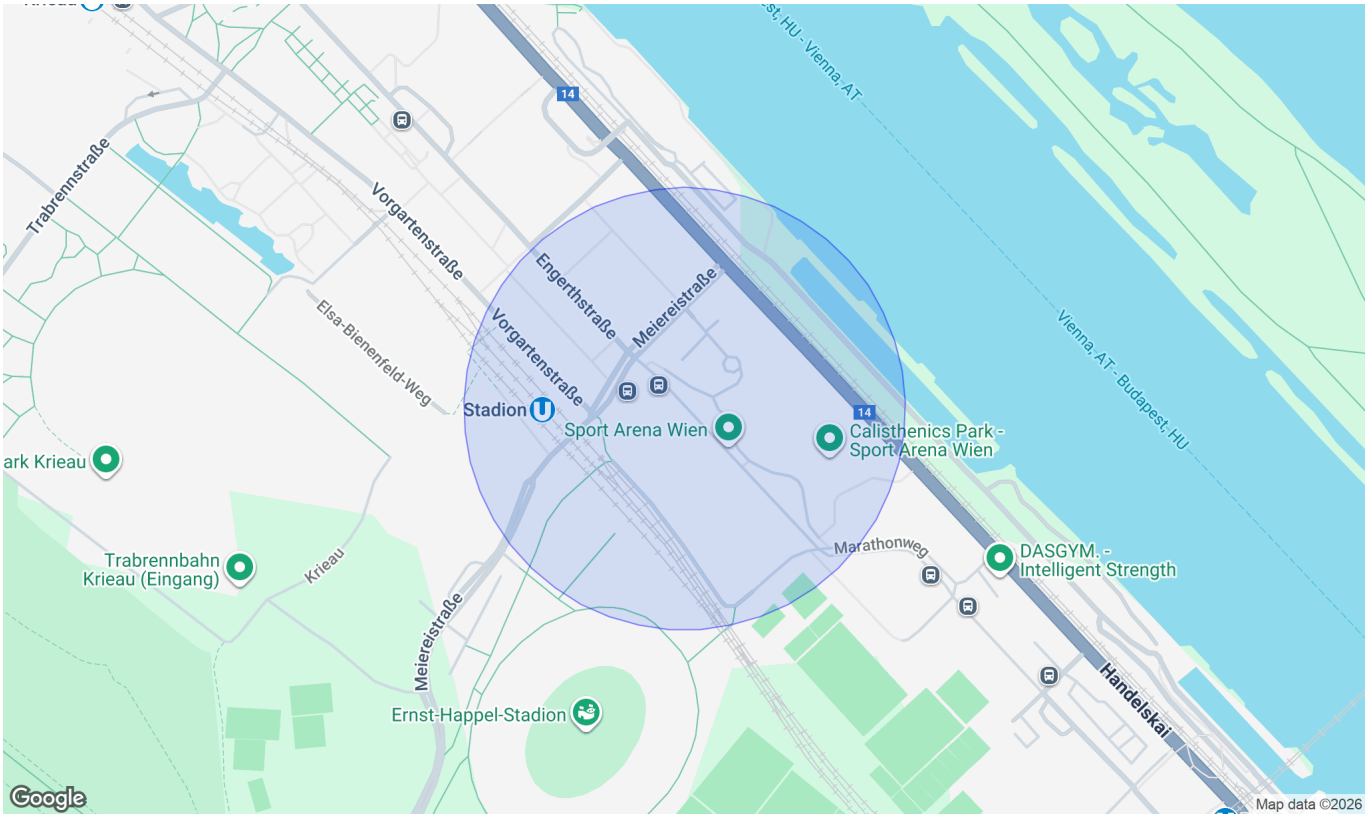 Krieau
14
est, HU - Vienna, AT
Trabrennstraße
Vorgartenstraße
Engerthstraße
Meiereistraße
Elsa-Bienenfeld-Weg
Vorgartenstraße
Vienna, AT - Budapest, HU
Stadion
14
Sport Arena Wien
Calisthenics Park -
Sport Arena Wien
ark Krieau
Marathonweg
DASGYM. -
Intelligent Strength
Trabrennbahn
Krieau (Eingang)
Krieau
Meiereistraße
Handelskai
Ernst-Happel-Stadion
Google
Map data ©2026